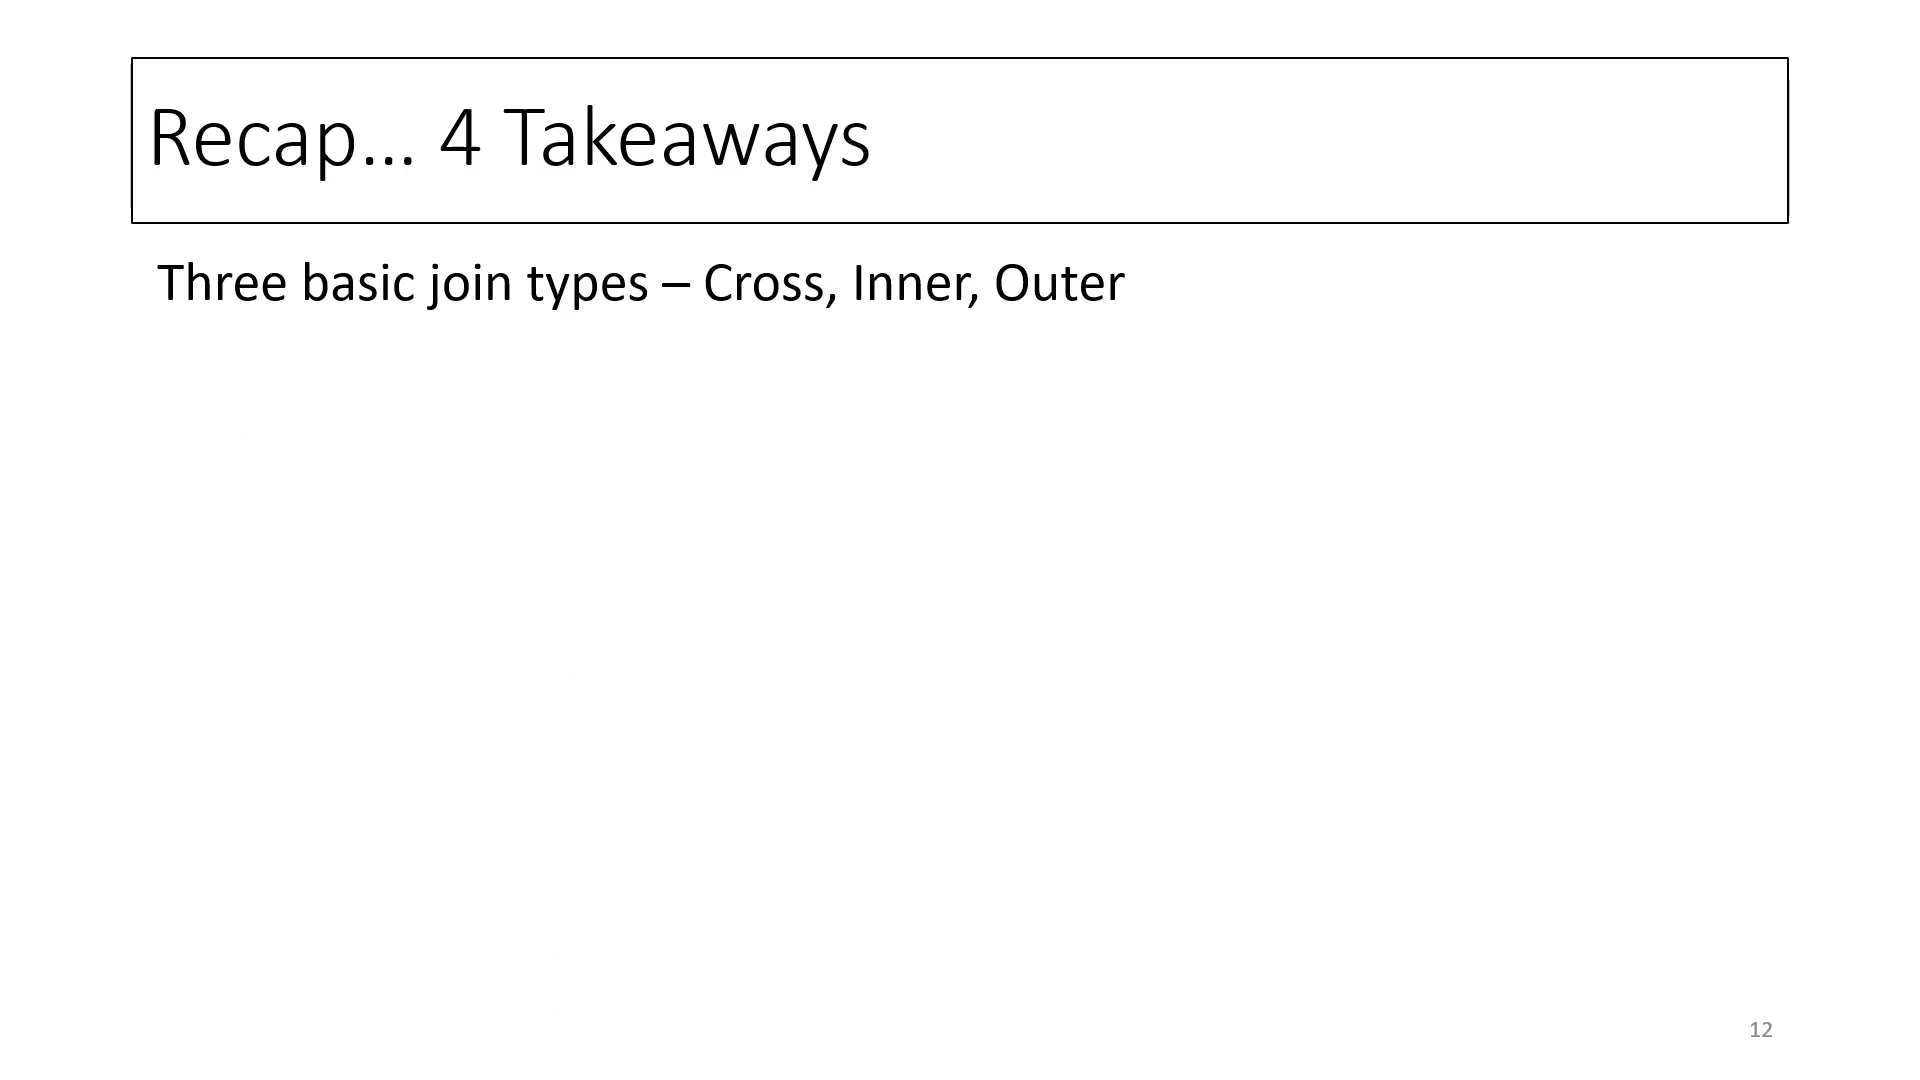 Recap... 4 Takeaways
Three basic join types – Cross, Inner, Outer
12